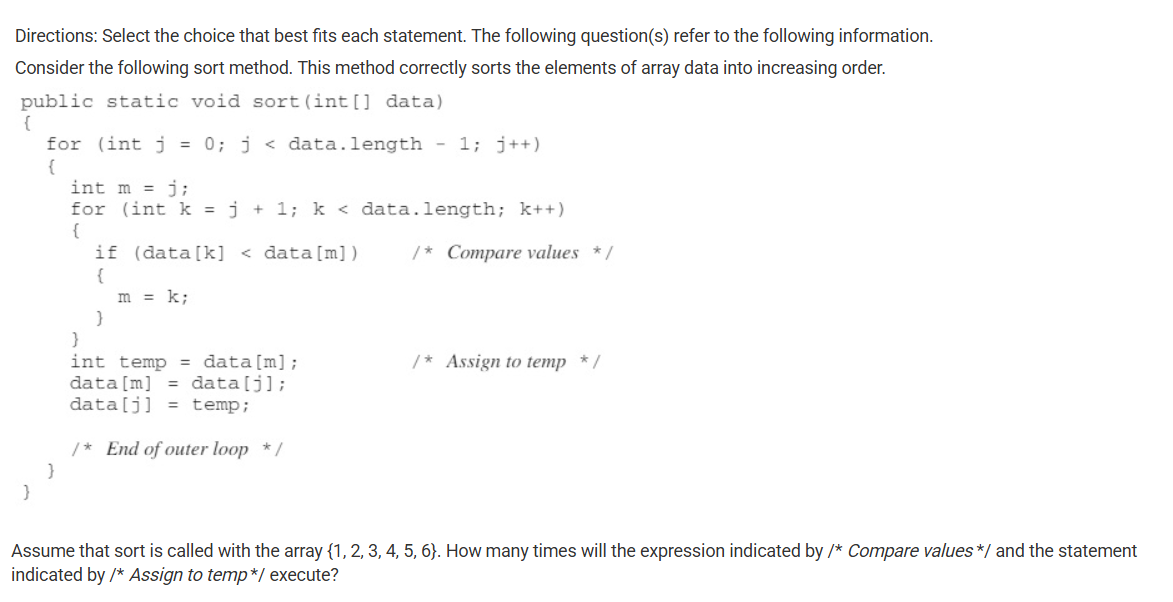 Directions: Select the choice that best fits each statement. The following question(s) refer to the following information.
Consider the following sort method. This method correctly sorts the elements of array data into increasing order.
public static void sort(int[] data)
{
for (int j = 0; j < data.length - 1; j++)
{
int m = j;
for (int k = j + 1; k < data.length; k++)
{
if (data[k] < data[m]) /* Compare values */
{
m = k;
}
}
int temp = data[m]; /* Assign to temp */
data[m] = data[j];
data[j] = temp;
/* End of outer loop */
}
}
Assume that sort is called with the array {1, 2, 3, 4, 5, 6}. How many times will the expression indicated by /* Compare values */ and the statement
indicated by /* Assign to temp */ execute?